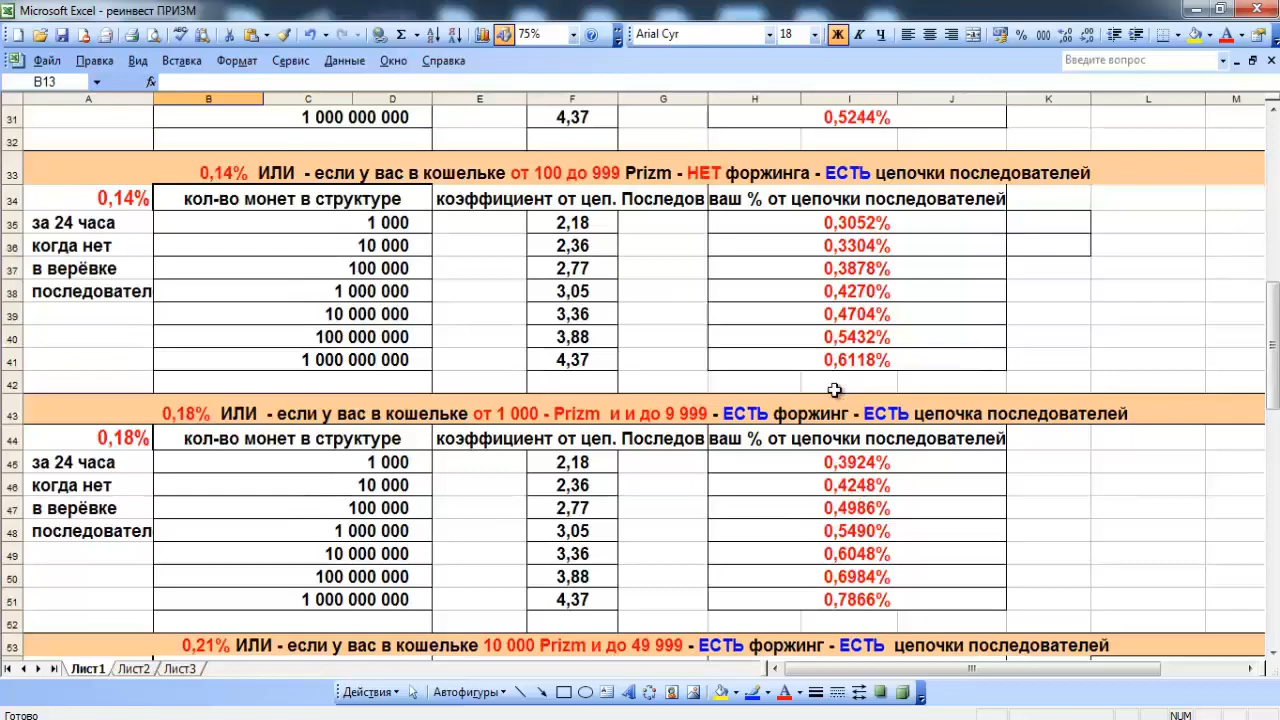 Microsoft Excel - реинвест ПРИЗМ
75%
Arial Cyr
18
Ж К Ч
% 000
Файл Правка Вид Вставка Формат Сервис Данные Окно Справка
Введите вопрос
B13 fx
A B C D E F G H I J K L M
31 1 000 000 000 4,37 0,5244%
32
33 0,14% ИЛИ - если у вас в кошельке от 100 до 999 Prizm - НЕТ форжинга - ЕСТЬ цепочки последователей
34 0,14% кол-во монет в структуре коэффициент от цеп. Последов ваш % от цепочки последователей
35 за 24 часа 1 000 2,18 0,3052%
36 когда нет 10 000 2,36 0,3304%
37 в верёвке 100 000 2,77 0,3878%
38 последовател 1 000 000 3,05 0,4270%
39 10 000 000 3,36 0,4704%
40 100 000 000 3,88 0,5432%
41 1 000 000 000 4,37 0,6118%
42
43 0,18% ИЛИ - если у вас в кошельке от 1 000 - Prizm и и до 9 999 - ЕСТЬ форжинг - ЕСТЬ цепочка последователей
44 0,18% кол-во монет в структуре коэффициент от цеп. Последов ваш % от цепочки последователей
45 за 24 часа 1 000 2,18 0,3924%
46 когда нет 10 000 2,36 0,4248%
47 в верёвке 100 000 2,77 0,4986%
48 последовател 1 000 000 3,05 0,5490%
49 10 000 000 3,36 0,6048%
50 100 000 000 3,88 0,6984%
51 1 000 000 000 4,37 0,7866%
52
53 0,21% ИЛИ - если у вас в кошельке 10 000 Prizm и до 49 999 - ЕСТЬ форжинг - ЕСТЬ цепочки последователей
Лист1 Лист2 Лист3
Действия Автофигуры
Готово NUM